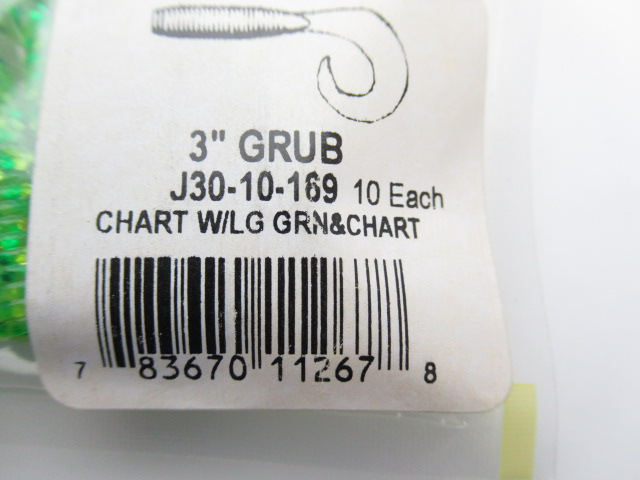 3" GRUB
J30-10-169 10 Each
CHART W/LG GRN&CHART
7 83670 11267 8